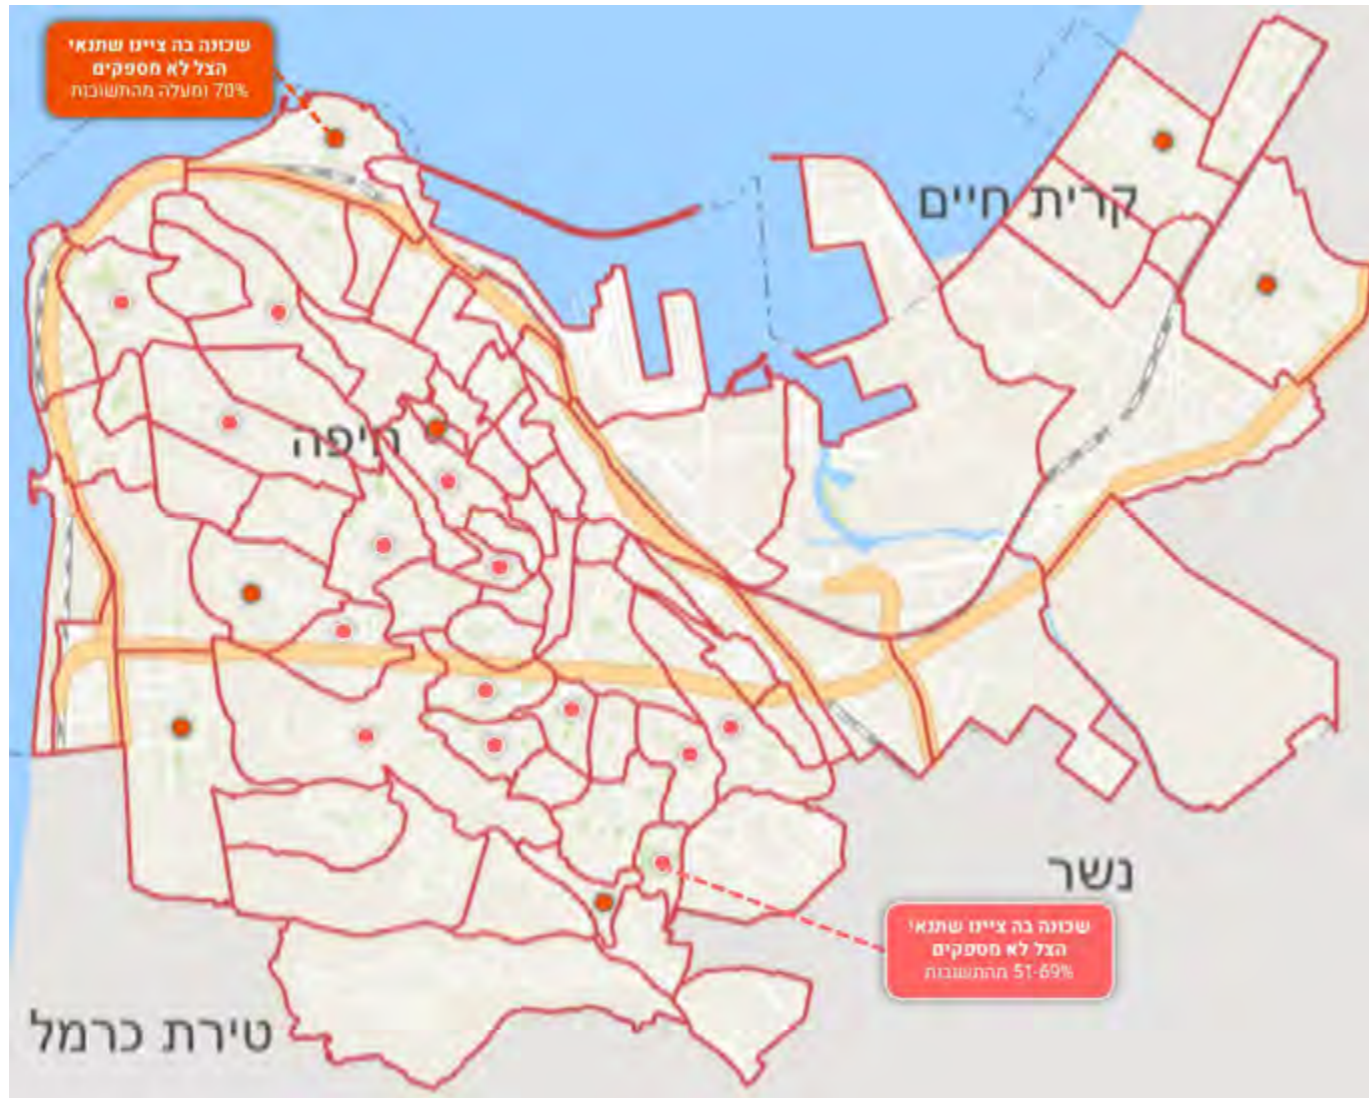 שכונה בה ציינו שתנאי
הצל לא מספקים
70% ומעלה מהתשובות
קרית חיים
חיפה
נשר
שכונה בה ציינו שתנאי
הצל לא מספקים
51-69% מהתשובות
טירת כרמל